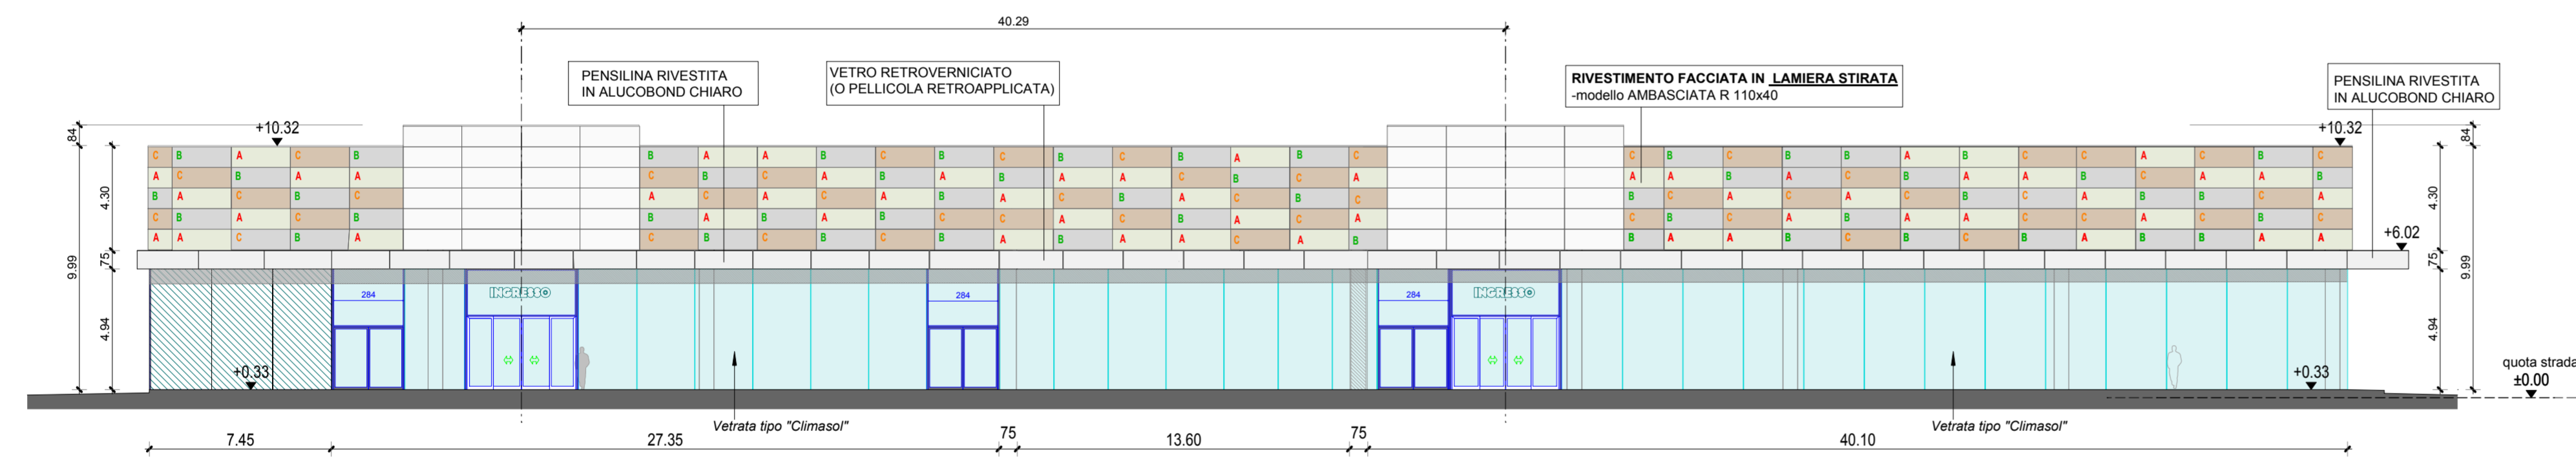 40.29
PENSILINA RIVESTITA
IN ALUCOBOND CHIARO
VETRO RETROVERNICIATO
(O PELLICOLA RETROAPPLICATA)
RIVESTIMENTO FACCIATA IN LAMIERA STIRATA
-modello AMBASCIATA R 110x40
PENSILINA RIVESTITA
IN ALUCOBOND CHIARO
84 +10.32 +10.32 84
C B A C B B A A B C B C B C B A B C C B C B B A B C C A C B C
A C B A A C B C A B A B A A C B C A A A B A C B A A B C A A B
B A C B C A C A C A B A C B A C B C B C A C A C B C A B B C A
C B A C B B A B A B C C A C B A C A C B C A B A A C C A C B C
A A C B A C B C B C B A B A A C A B B A A B C B C B A B B A A
4.30 4.30
+6.02
9.99 75 75 9.99
284 INGRESSO 284 284 INGRESSO
4.94 4.94
+0.33 +0.33
quota strada
±0.00
Vetrata tipo "Climasol" Vetrata tipo "Climasol"
7.45 27.35 75 13.60 75 40.10